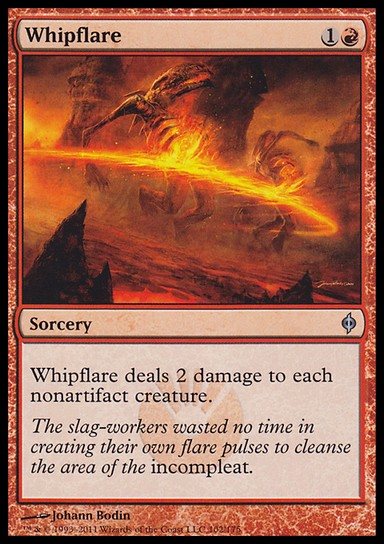 Whipflare
1
Sorcery
Whipflare deals 2 damage to each
nonartifact creature.
The slag-workers wasted no time in
creating their own flare pulses to cleanse
the area of the incompleat.
Johann Bodin
™ & © 1993–2011 Wizards of the Coast LLC 102/175